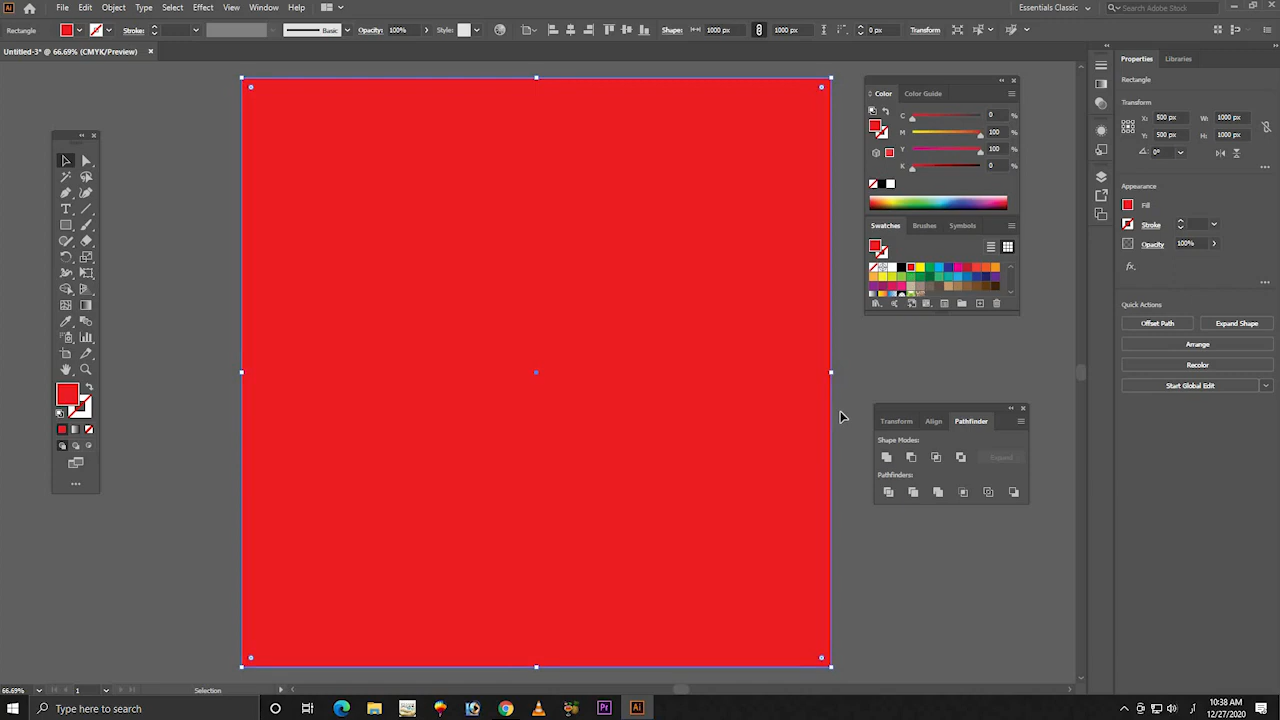 Ai File Edit Object Type Select Effect View Window Help Essentials Classic Search Adobe Stock
Rectangle Stroke: Basic Opacity: 100% Style: Shape: 1000 px 1000 px 0 px Transform
Untitled-3* @ 66.69% (CMYK/Preview) ×
Properties Libraries
Rectangle
Transform
X: 500 px W: 1000 px
Y: 500 px H: 1000 px
0°
Appearance
Fill
Stroke
Opacity 100%
fx.
Quick Actions
Offset Path Expand Shape
Arrange
Recolor
Start Global Edit
Color Color Guide
C 0 %
M 100 %
Y 100 %
K 0 %
Swatches Brushes Symbols
Transform Align Pathfinder
Shape Modes:
Expand
Pathfinders:
66.69% 1 Selection
Type here to search Pr Ai 10:38 AM
12/27/2020